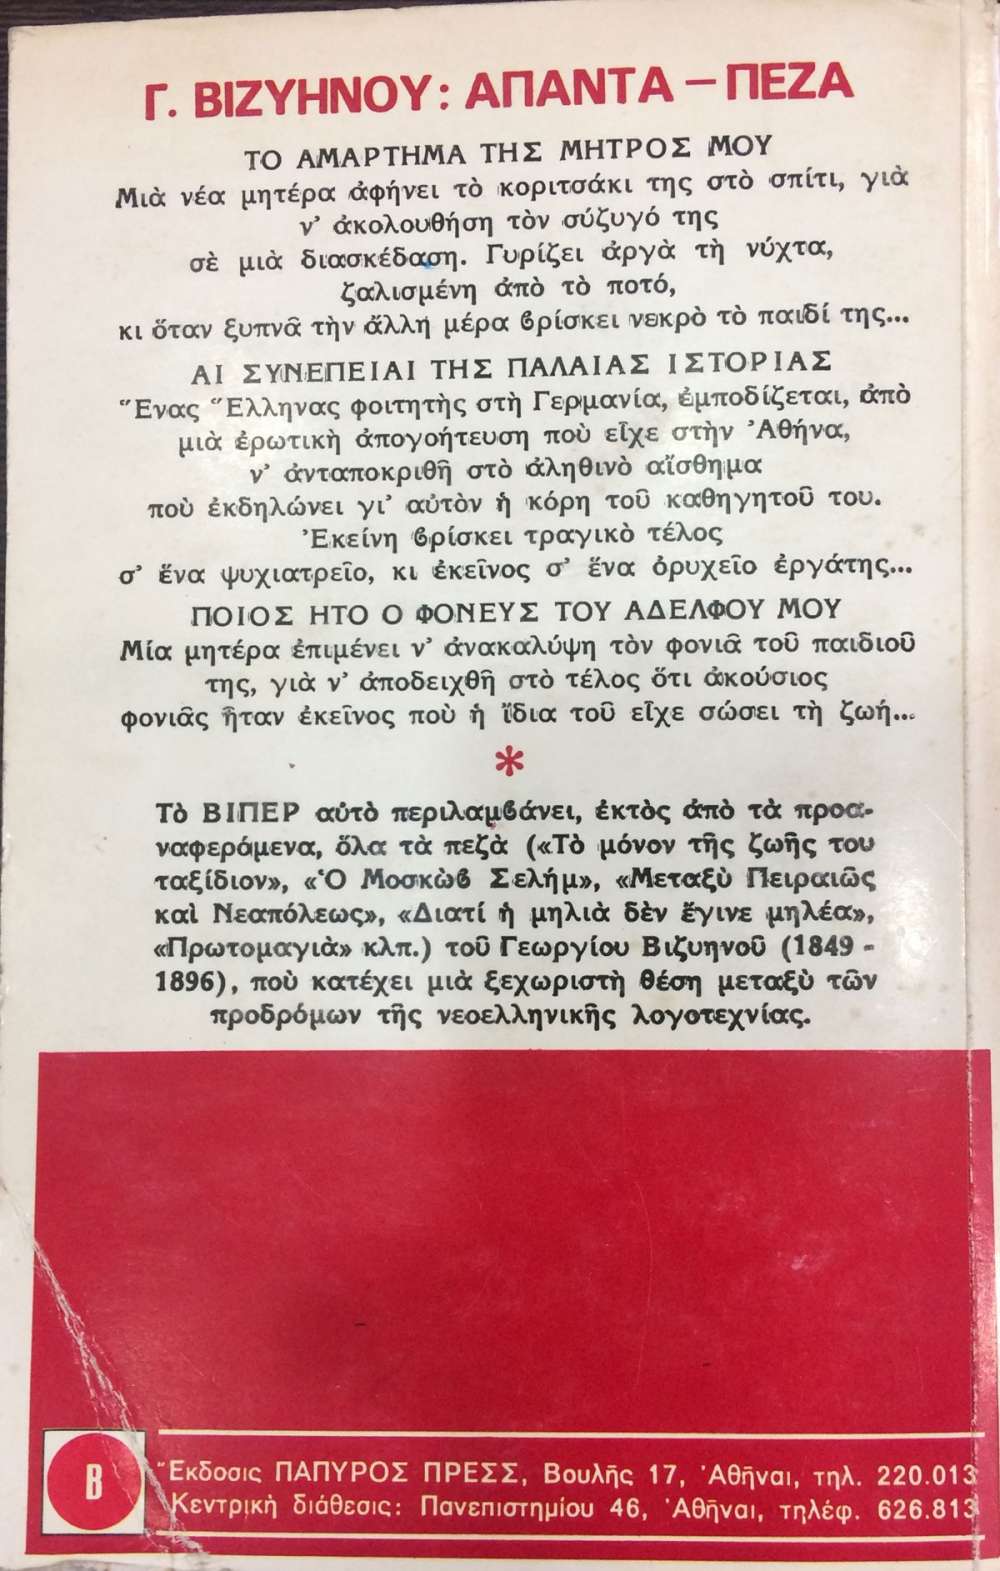 Γ. ΒΙΖΥΗΝΟΥ: ΑΠΑΝΤΑ – ΠΕΖΑ
ΤΟ ΑΜΑΡΤΗΜΑ ΤΗΣ ΜΗΤΡΟΣ ΜΟΥ
Μιὰ νέα μητέρα ἀφήνει τὸ κοριτσάκι της στὸ σπίτι, γιὰ
ν' ἀκολουθήση τὸν σύζυγό της
σὲ μιὰ διασκέδαση. Γυρίζει ἀργὰ τὴ νύχτα,
ζαλισμένη ἀπὸ τὸ ποτό,
κι ὅταν ξυπνᾶ τὴν ἄλλη μέρα βρίσκει νεκρὸ τὸ παιδί της...
ΑΙ ΣΥΝΕΠΕΙΑΙ ΤΗΣ ΠΑΛΑΙΑΣ ΙΣΤΟΡΙΑΣ
Ἕνας Ἕλληνας φοιτητὴς στὴ Γερμανία, ἐμποδίζεται, ἀπὸ
μιὰ ἐρωτικὴ ἀπογοήτευση ποὺ εἶχε στὴν Ἀθήνα,
ν' ἀνταποκριθῆ στὸ ἀληθινὸ αἴσθημα
ποὺ ἐκδηλώνει γι' αὐτὸν ἡ κόρη τοῦ καθηγητοῦ του.
Ἐκείνη βρίσκει τραγικὸ τέλος
σ' ἕνα ψυχιατρεῖο, κι ἐκεῖνος σ' ἕνα ὀρυχεῖο ἐργάτης...
ΠΟΙΟΣ ΗΤΟ Ο ΦΟΝΕΥΣ ΤΟΥ ΑΔΕΛΦΟΥ ΜΟΥ
Μία μητέρα ἐπιμένει ν' ἀνακαλύψη τὸν φονιᾶ τοῦ παιδιοῦ
της, γιὰ ν' ἀποδειχθῆ στὸ τέλος ὅτι ἀκούσιος
φονιᾶς ἦταν ἐκεῖνος ποὺ ἡ ἴδια τοῦ εἶχε σώσει τὴ ζωή...
*
Τὸ ΒΙΠΕΡ αὐτὸ περιλαμβάνει, ἐκτὸς ἀπὸ τὰ προα-
ναφερόμενα, ὅλα τὰ πεζὰ («Τὸ μόνον τῆς ζωῆς του
ταξίδιον», «Ὁ Μοσκὼβ Σελήμ», «Μεταξὺ Πειραιῶς
καὶ Νεαπόλεως», «Διατί ἡ μηλιὰ δὲν ἔγινε μηλέα»,
«Πρωτομαγιὰ» κλπ.) τοῦ Γεωργίου Βιζυηνοῦ (1849 -
1896), ποὺ κατέχει μιὰ ξεχωριστὴ θέση μεταξὺ τῶν
προδρόμων τῆς νεοελληνικῆς λογοτεχνίας.
Β
Ἔκδοσις ΠΑΠΥΡΟΣ ΠΡΕΣΣ, Βουλῆς 17, Ἀθῆναι, τηλ. 220.013
Κεντρικὴ διάθεσις: Πανεπιστημίου 46, Ἀθῆναι, τηλέφ. 626.813